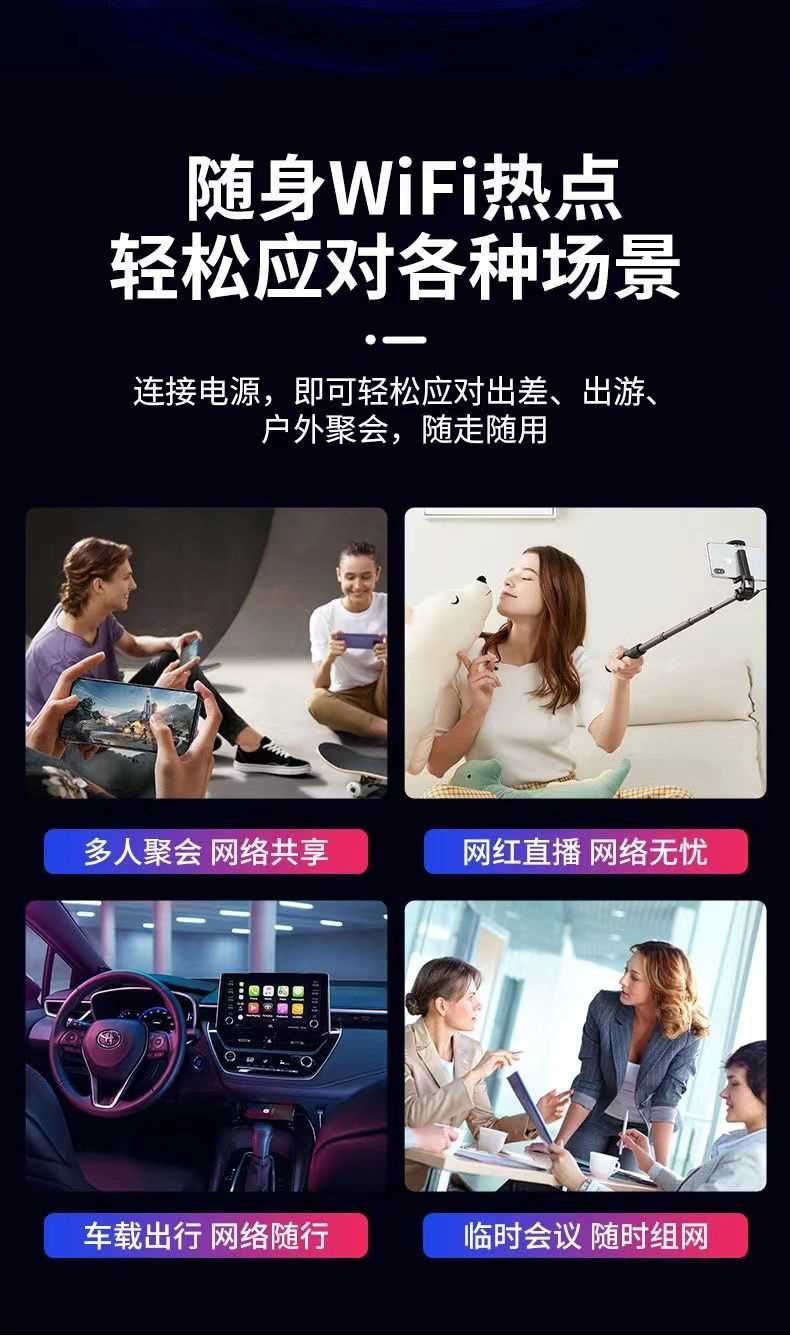 随身WiFi热点
轻松应对各种场景
连接电源，即可轻松应对出差、出游、
户外聚会，随走随用
多人聚会 网络共享
网红直播 网络无忧
车载出行 网络随行
临时会议 随时组网